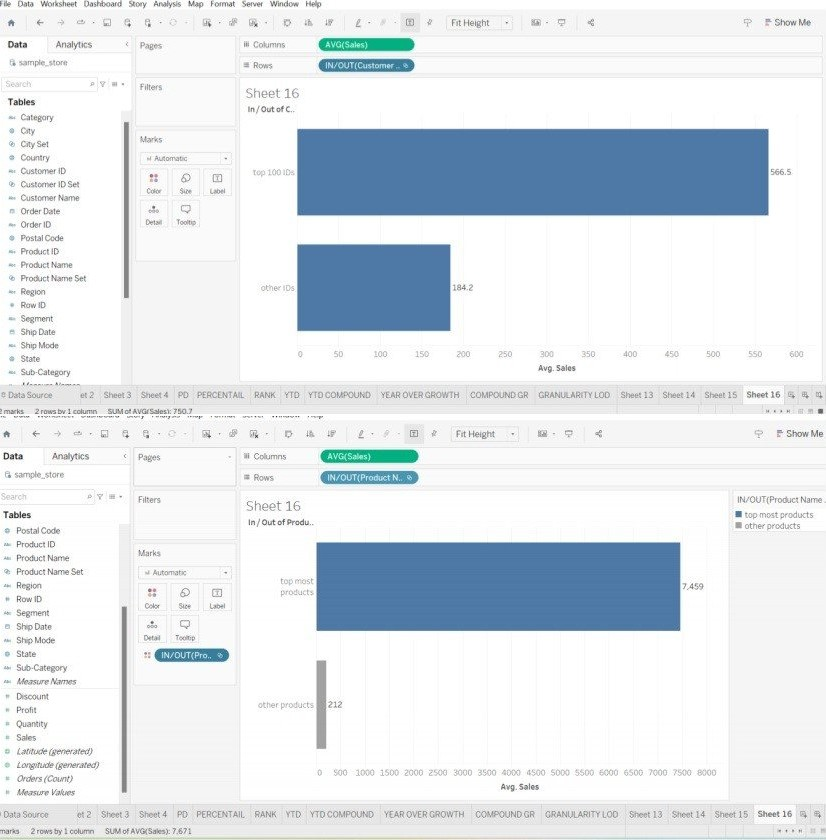 File Data Worksheet Dashboard Story Analysis Map Format Server Window Help
Fit Height
Show Me
Data Analytics
Pages
Columns AVG(Sales)
sample_store
Rows IN/OUT(Customer ..
Search
Filters
Sheet 16
Tables
In / Out of C..
Category
City
City Set
Country
Customer ID
Customer ID Set
Customer Name
Order Date
Order ID
Postal Code
Product ID
Product Name
Product Name Set
Region
Row ID
Segment
Ship Date
Ship Mode
State
Sub-Category
Measure Names
Marks
Automatic
Color Size Label
Detail Tooltip
top 100 IDs 566.5
other IDs 184.2
0 50 100 150 200 250 300 350 400 450 500 550 600
Avg. Sales
Data Source et 2 Sheet 3 Sheet 4 PD PERCENTAIL RANK YTD YTD COMPOUND YEAR OVER GROWTH COMPOUND GR GRANULARITY LOD Sheet 13 Sheet 14 Sheet 15 Sheet 16
2 marks 2 rows by 1 column SUM of AVG(Sales): 750.7
Data Worksheet Dashboard Story Analysis Map Format Server Window Help
Fit Height
Show Me
Data Analytics
Pages
Columns AVG(Sales)
sample_store
Rows IN/OUT(Product N..
Search
Filters
Sheet 16
IN/OUT(Product Name ..
Tables
In / Out of Produ..
top most products
other products
Postal Code
Product ID
Product Name
Product Name Set
Region
Row ID
Segment
Ship Date
Ship Mode
State
Sub-Category
Measure Names
Discount
Profit
Quantity
Sales
Latitude (generated)
Longitude (generated)
Orders (Count)
Measure Values
Marks
Automatic
Color Size Label
Detail Tooltip
IN/OUT(Pro..
top most
products
7,459
other products 212
0 500 1000 1500 2000 2500 3000 3500 4000 4500 5000 5500 6000 6500 7000 7500 8000
Avg. Sales
Data Source et 2 Sheet 3 Sheet 4 PD PERCENTAIL RANK YTD YTD COMPOUND YEAR OVER GROWTH COMPOUND GR GRANULARITY LOD Sheet 13 Sheet 14 Sheet 15 Sheet 16
marks 2 rows by 1 column SUM of AVG(Sales): 7,671